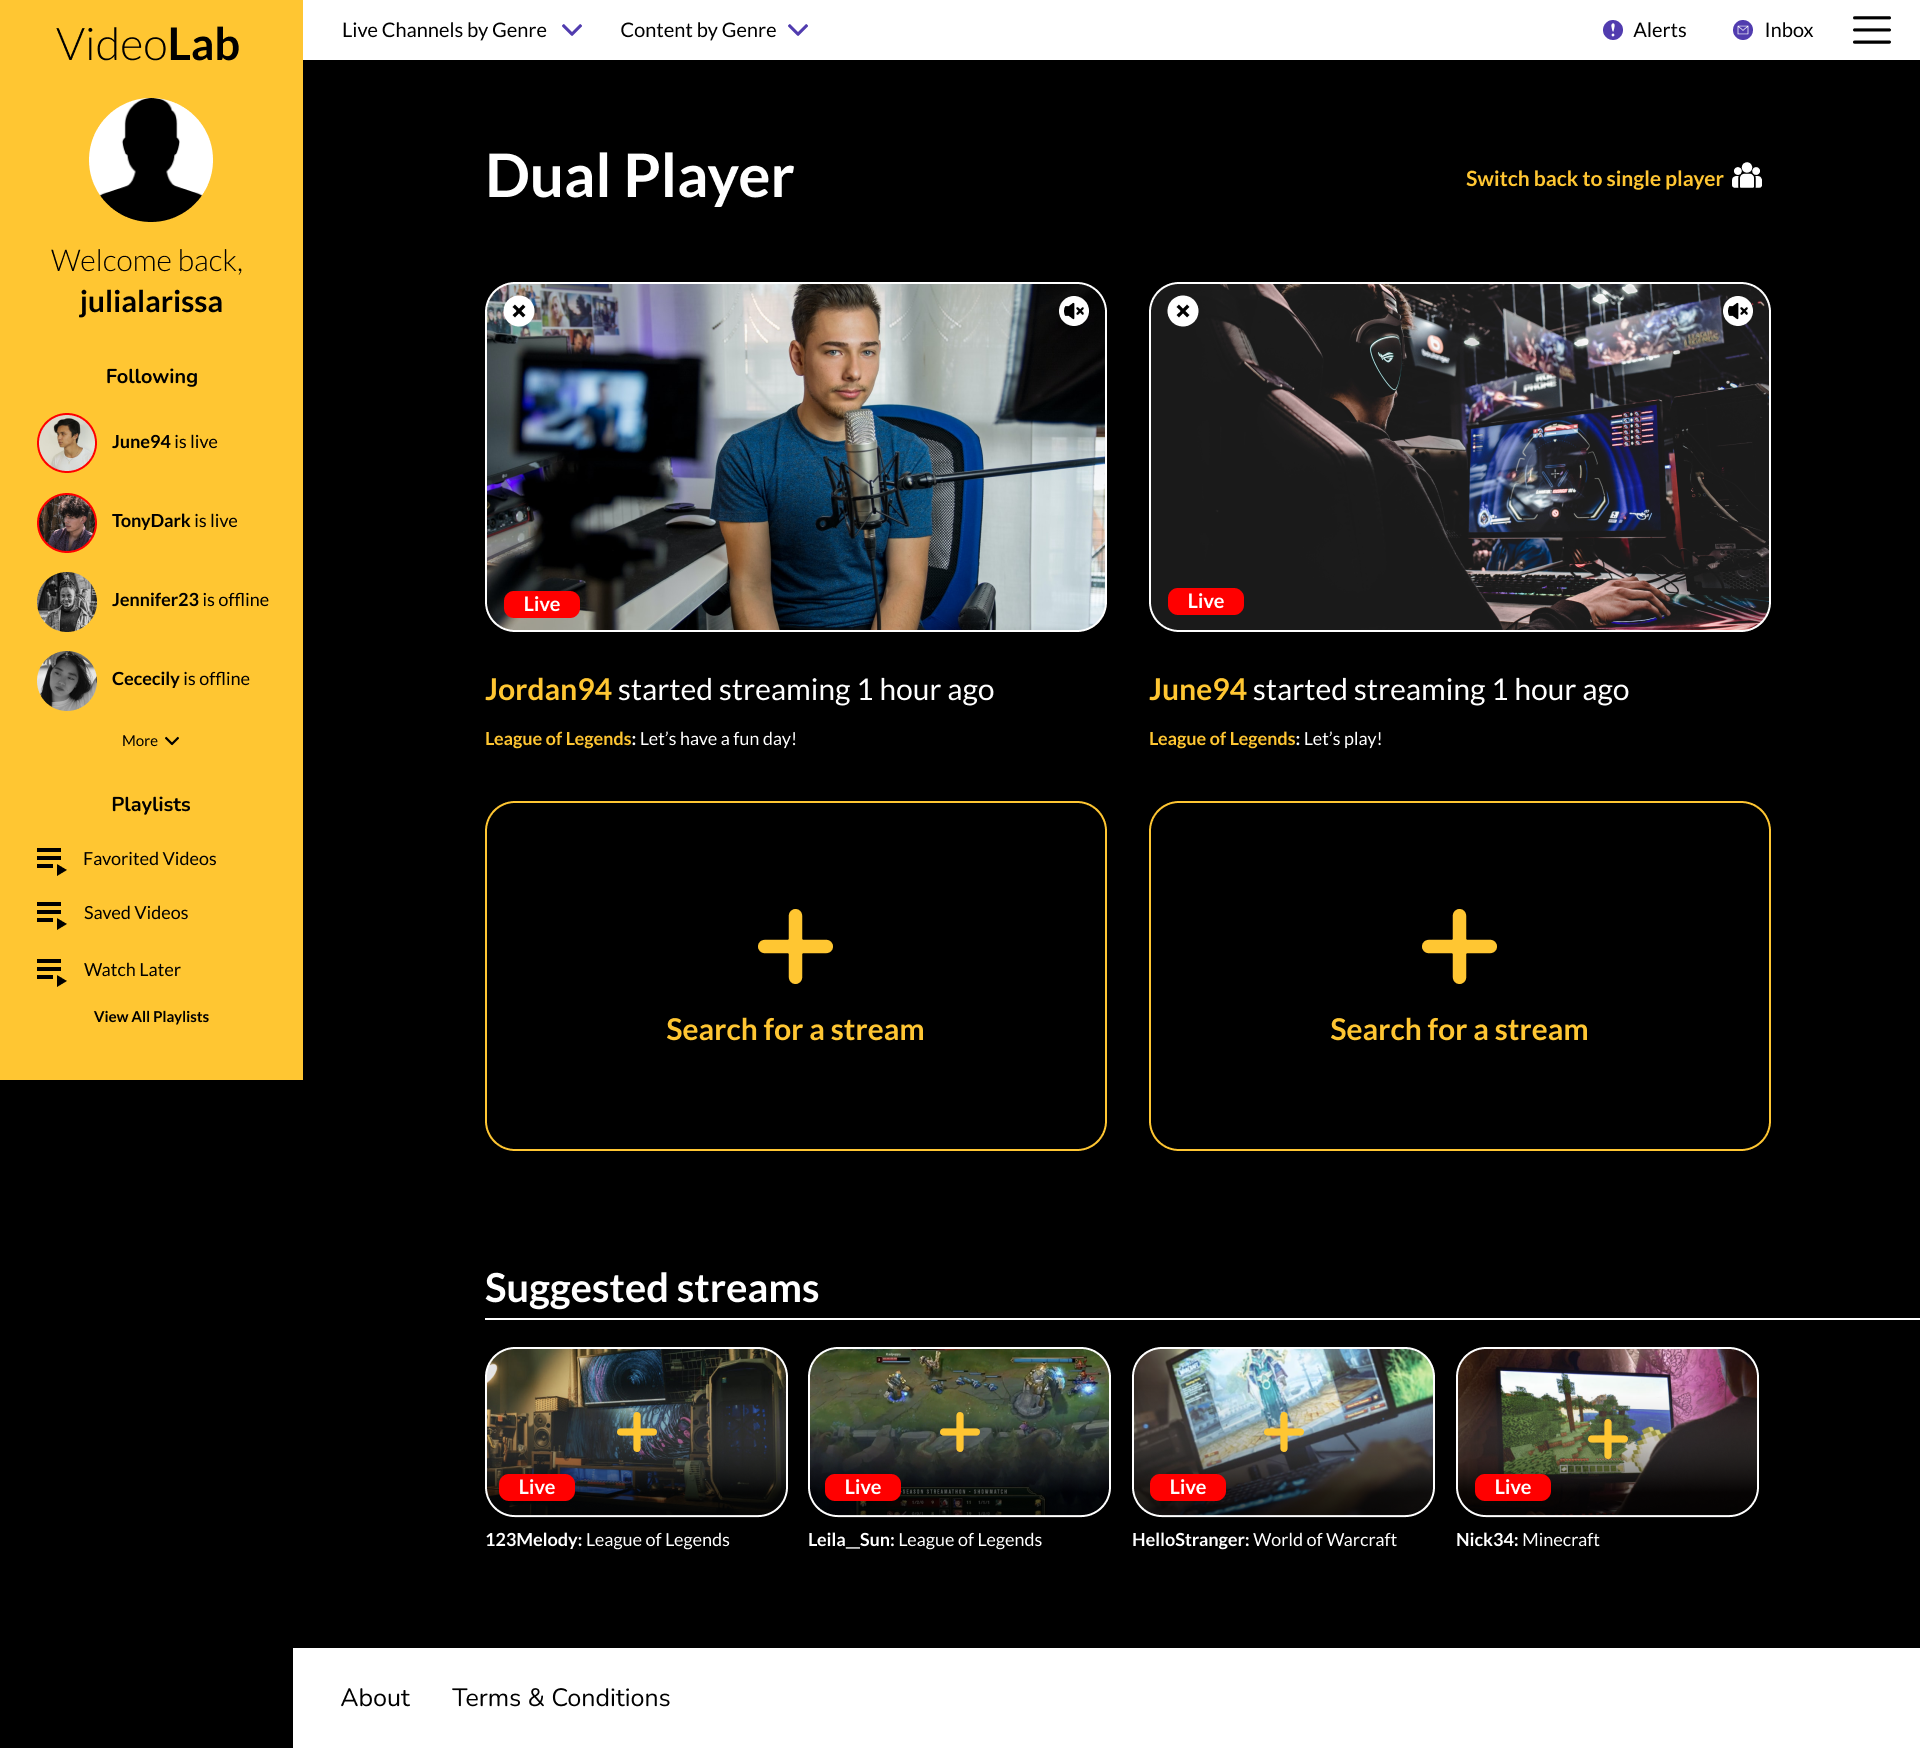 VideoLab
Live Channels by Genre
Content by Genre
Alerts
Inbox
Welcome back,
julialarissa
Following
June94 is live
TonyDark is live
Jennifer23 is offline
Cececily is offline
More
Playlists
Favorited Videos
Saved Videos
Watch Later
View All Playlists
Dual Player
Switch back to single player
Live
Live
Jordan94 started streaming 1 hour ago
League of Legends: Let's have a fun day!
June94 started streaming 1 hour ago
League of Legends: Let's play!
Search for a stream
Search for a stream
Suggested streams
Live
Live
Live
Live
123Melody: League of Legends
Leila__Sun: League of Legends
HelloStranger: World of Warcraft
Nick34: Minecraft
About
Terms & Conditions